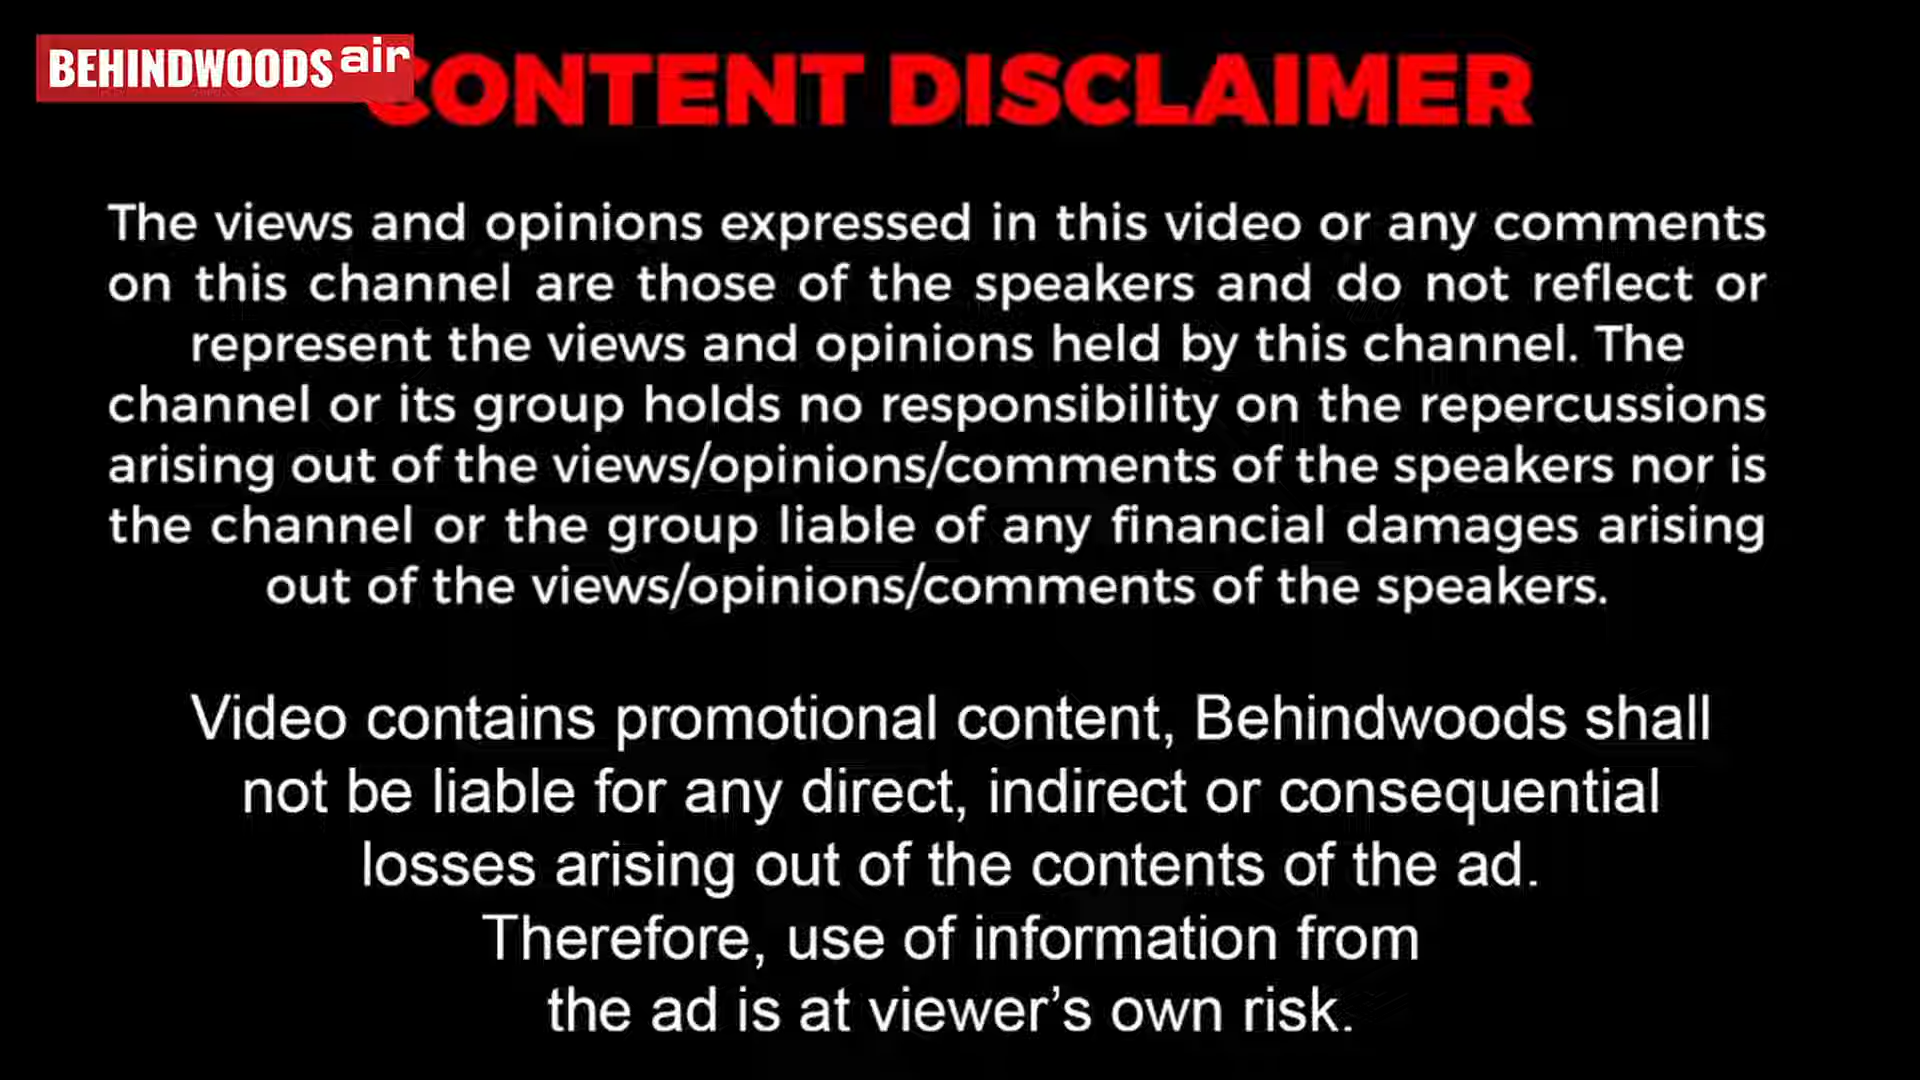 BEHINDWOODS air
CONTENT DISCLAIMER
The views and opinions expressed in this video or any comments
on this channel are those of the speakers and do not reflect or
represent the views and opinions held by this channel. The
channel or its group holds no responsibility on the repercussions
arising out of the views/opinions/comments of the speakers nor is
the channel or the group liable of any financial damages arising
out of the views/opinions/comments of the speakers.
Video contains promotional content, Behindwoods shall
not be liable for any direct, indirect or consequential
losses arising out of the contents of the ad.
Therefore, use of information from
the ad is at viewer’s own risk.